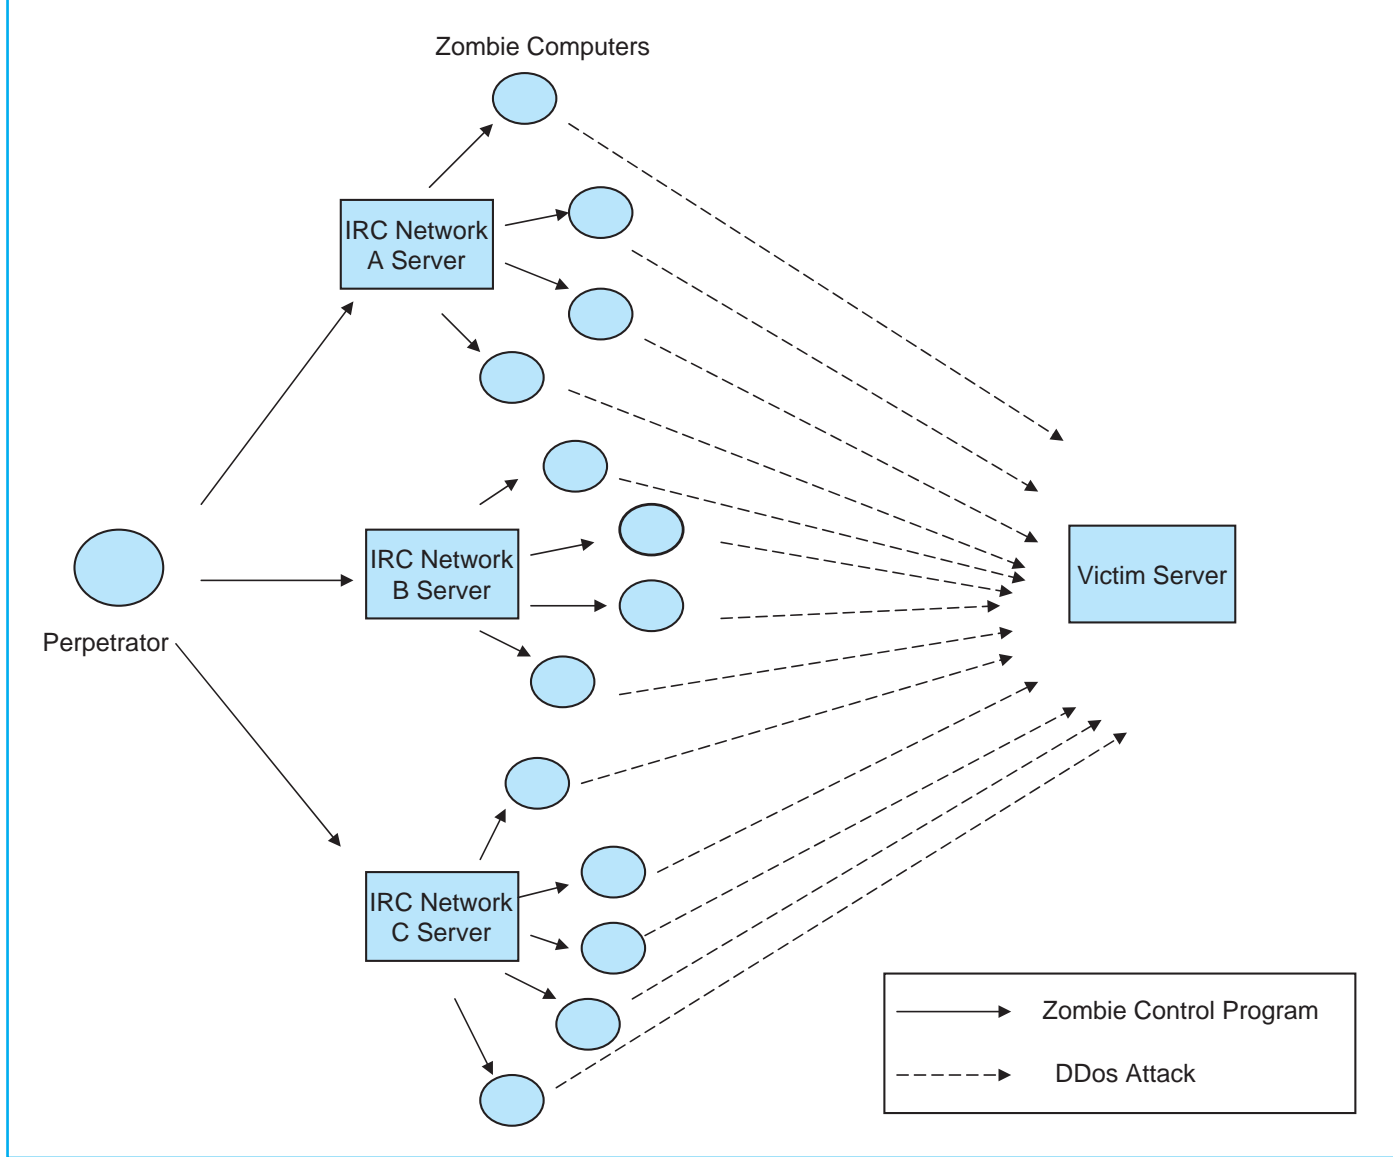 Zombie Computers
IRC Network
A Server
IRC Network
B Server
Victim Server
Perpetrator
IRC Network
C Server
Zombie Control Program
DDos Attack